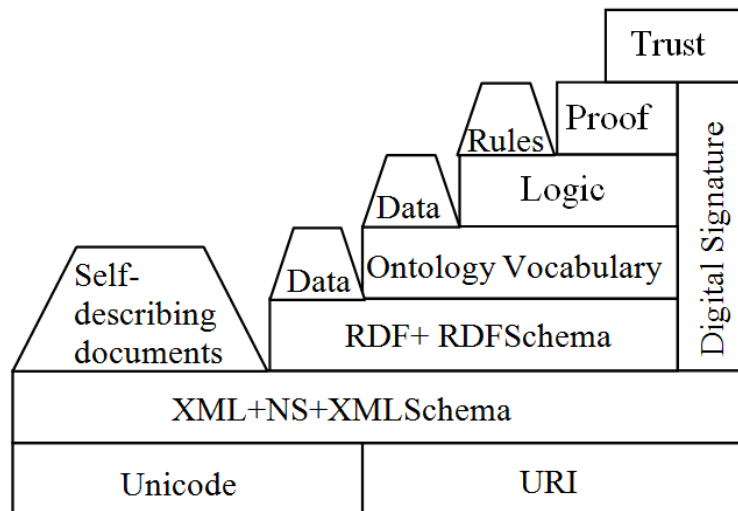 Trust
Proof
Rules
Logic
Data
Ontology Vocabulary
Data
Self-
describing
documents
RDF+ RDFSchema
Digital Signature
XML+NS+XMLSchema
Unicode
URI